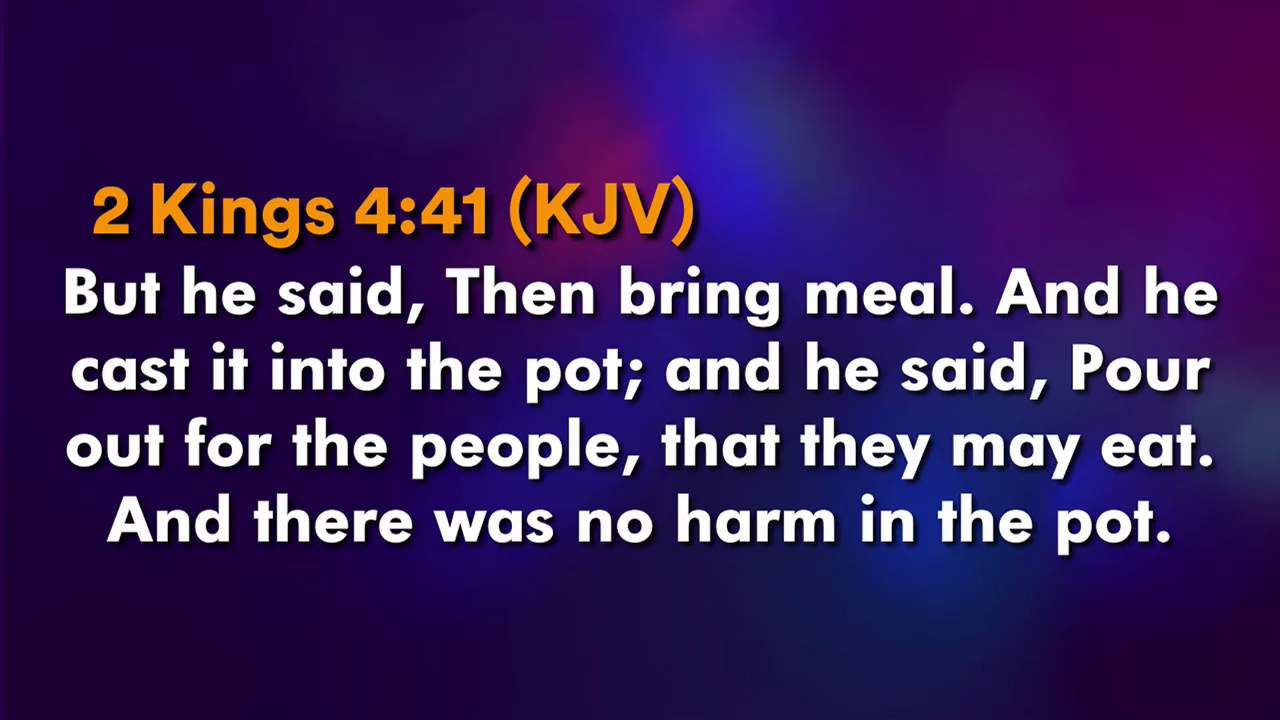 2 Kings 4:41 (KJV)
But he said, Then bring meal. And he
cast it into the pot; and he said, Pour
out for the people, that they may eat.
And there was no harm in the pot.